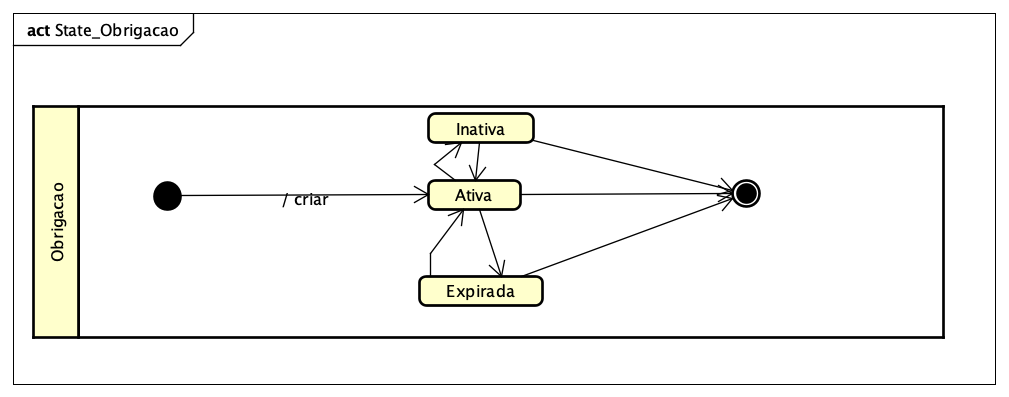 act State_Obrigacao
Obrigacao
Inativa
/ criar
Ativa
Expirada